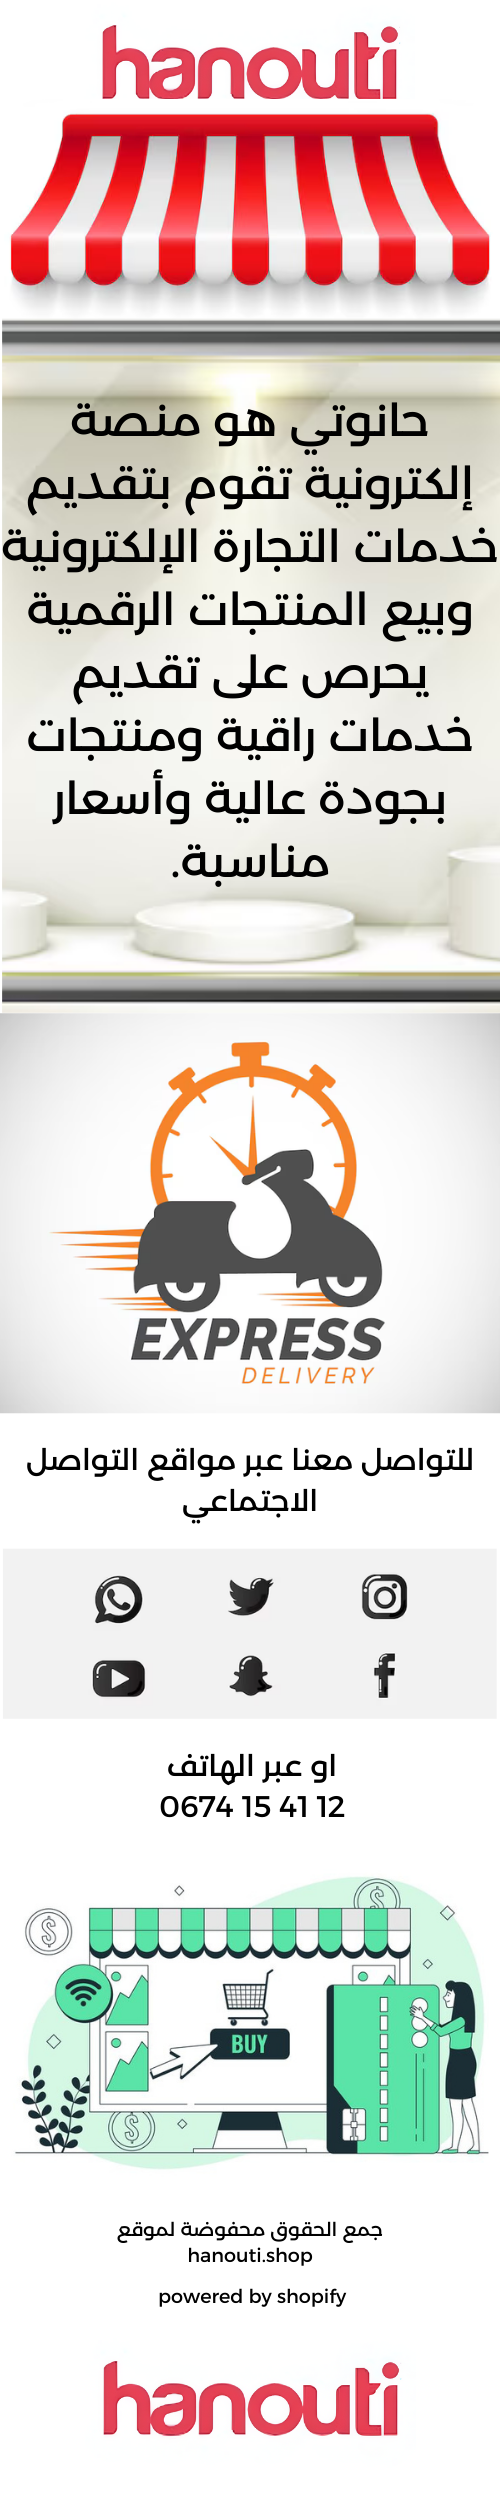 hanouti
حانوتي هو منصة
إلكترونية تقوم بتقديم
خدمات التجارة الإلكترونية
وبيع المنتجات الرقمية
يحرص على تقديم
خدمات راقية ومنتجات
بجودة عالية وأسعار
مناسبة.
EXPRESS
DELIVERY
للتواصل معنا عبر مواقع التواصل
الاجتماعي
او عبر الهاتف
0674 15 41 12
BUY
جمع الحقوق محفوضة لموقع
hanouti.shop
powered by shopify
hanouti